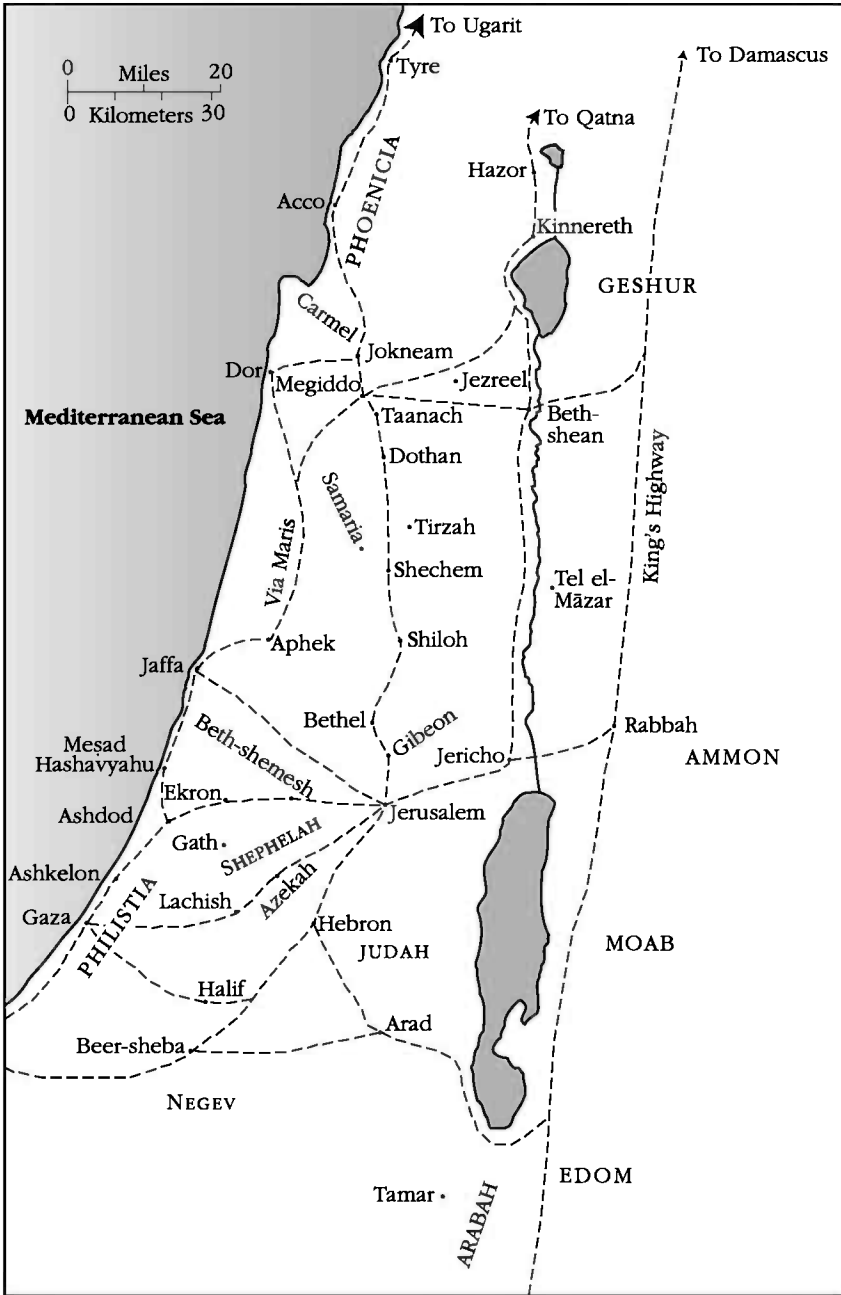 To Ugarit
To Damascus
0 Miles 20
0 Kilometers 30
Tyre
To Qatna
PHOENICIA
Hazor
Acco
Kinnereth
GESHUR
Carmel
Jokneam
Dor
Megiddo
Jezreel
Mediterranean Sea
Taanach
Beth-
shean
Dothan
Samaria
Tirzah
King's Highway
Via Maris
Shechem
Tel el-
Māzar
Aphek
Shiloh
Jaffa
Bethel
Gibeon
Rabbah
Jericho
AMMON
Beth-shemesh
Meṣad
Hashavyahu
Ekron
Ashdod
Jerusalem
Gath
SHEPHELAH
Ashkelon
Azekah
Lachish
Gaza
PHILISTIA
Hebron
JUDAH
MOAB
Halif
Arad
Beer-sheba
NEGEV
EDOM
Tamar
ARABAH